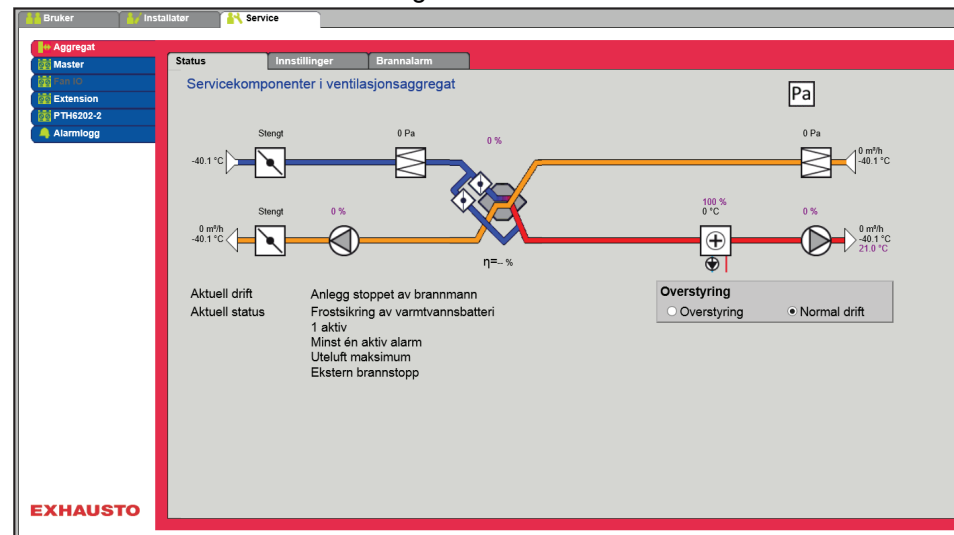 Bruker
Installatør
Service
Aggregat
Master
Fan IO
Extension
PTH6202-2
Alarmlogg
Status
Innstillinger
Brannalarm
Servicekomponenter i ventilasjonsaggregat
Pa
Stengt
0 Pa
0 %
0 Pa
-40.1 °C
0 m³/h
-40.1 °C
Stengt
0 %
100 %
0 °C
0 %
0 m³/h
-40.1 °C
0 m³/h
-40.1 °C
21.0 °C
η=-- %
Aktuell drift Anlegg stoppet av brannmann
Aktuell status Frostsikring av varmtvannsbatteri
1 aktiv
Minst én aktiv alarm
Uteluft maksimum
Ekstern brannstopp
Overstyring
Overstyring Normal drift
EXHAUSTO